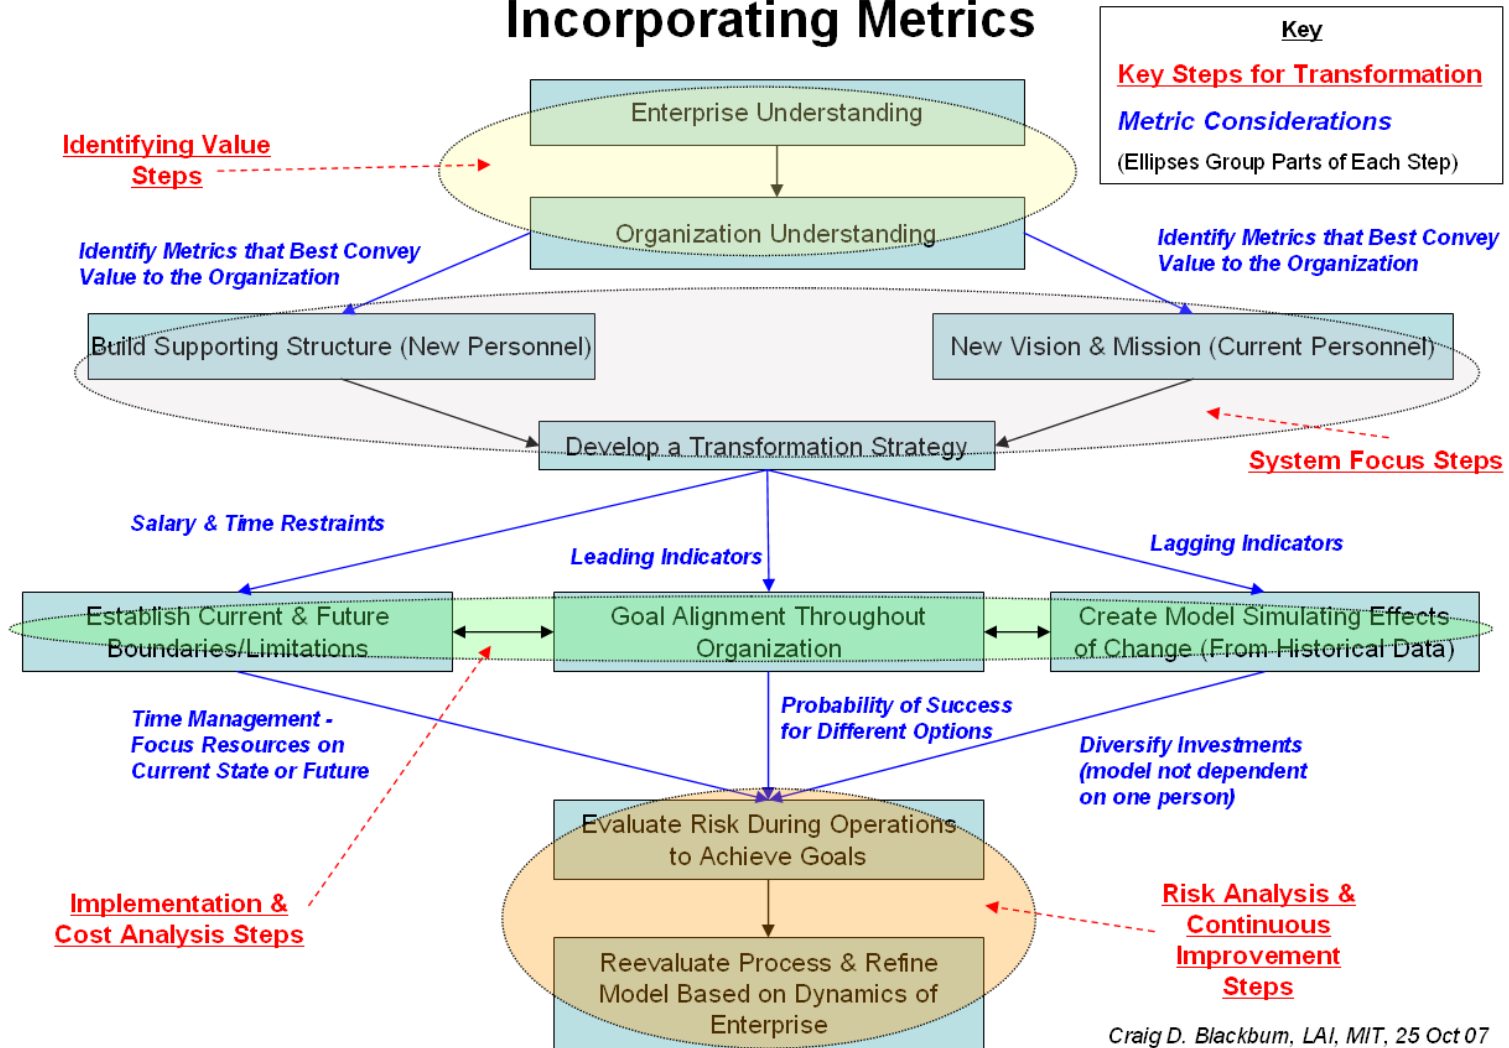 Incorporating Metrics
Key
Key Steps for Transformation
Metric Considerations
(Ellipses Group Parts of Each Step)
Enterprise Understanding
Identifying Value
Steps
Organization Understanding
Identify Metrics that Best Convey
Value to the Organization
Identify Metrics that Best Convey
Value to the Organization
Build Supporting Structure (New Personnel)
New Vision & Mission (Current Personnel)
Develop a Transformation Strategy
System Focus Steps
Salary & Time Restraints
Leading Indicators
Lagging Indicators
Establish Current & Future
Boundaries/Limitations
Goal Alignment Throughout
Organization
Create Model Simulating Effects
of Change (From Historical Data)
Time Management -
Focus Resources on
Current State or Future
Probability of Success
for Different Options
Diversify Investments
(model not dependent
on one person)
Evaluate Risk During Operations
to Achieve Goals
Implementation &
Cost Analysis Steps
Risk Analysis &
Continuous
Improvement
Steps
Reevaluate Process & Refine
Model Based on Dynamics of
Enterprise
Craig D. Blackburn, LAI, MIT, 25 Oct 07